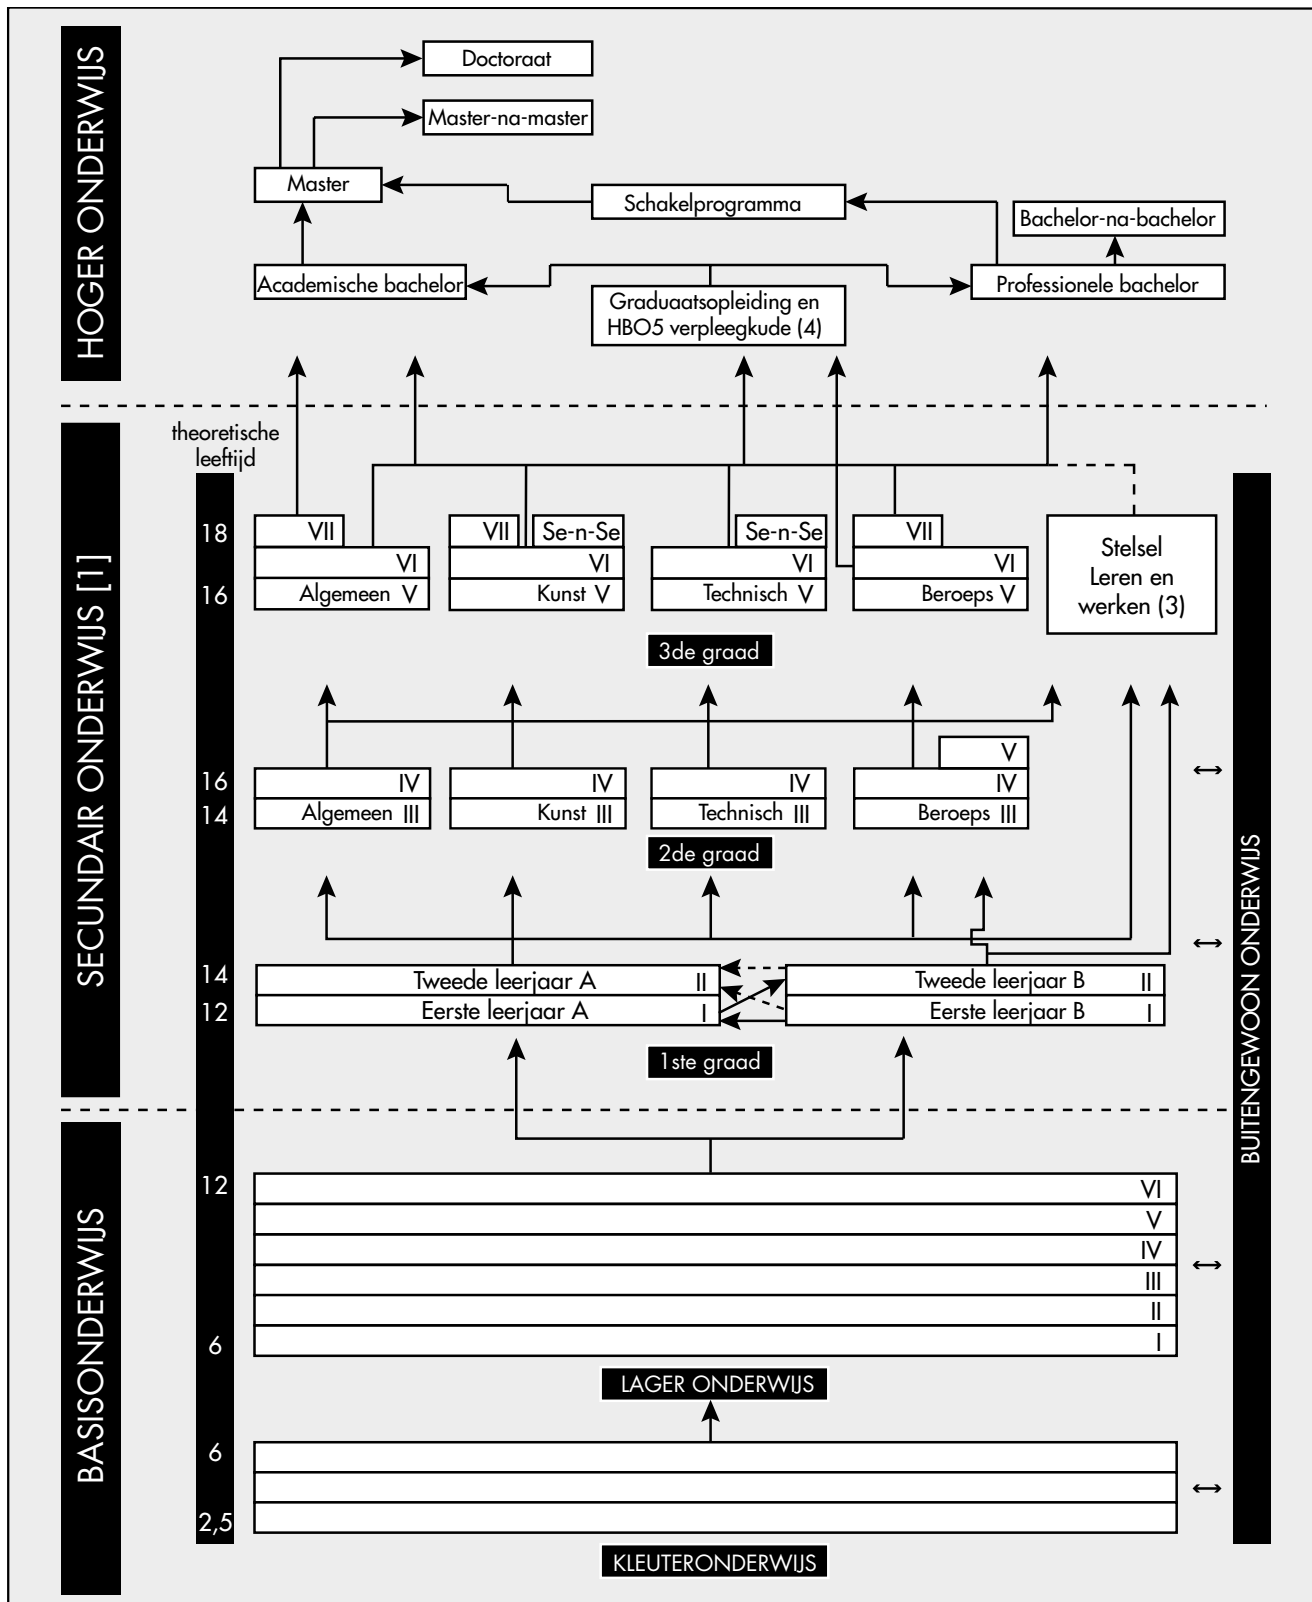 HOGER ONDERWIJS
Doctoraat
Master-na-master
Master
Schakelprogramma
Bachelor-na-bachelor
Academische bachelor
Graduaatsopleiding en
HBO5 verpleegkude (4)
Professionele bachelor
SECUNDAIR ONDERWIJS [1]
theoretische
leeftijd
18
VII
VII
Se-n-Se
Se-n-Se
VII
VI
VI
VI
VI
16
Algemeen V
Kunst V
Technisch V
Beroeps V
Stelsel
Leren en
werken (3)
3de graad
V
16
IV
IV
IV
IV
14
Algemeen III
Kunst III
Technisch III
Beroeps III
2de graad
14
Tweede leerjaar A II
Tweede leerjaar B II
12
Eerste leerjaar A I
Eerste leerjaar B I
1ste graad
BUITENGEWOON ONDERWIJS
BASISONDERWIJS
12
VI
V
IV
III
II
6
I
LAGER ONDERWIJS
6
2,5
KLEUTERONDERWIJS